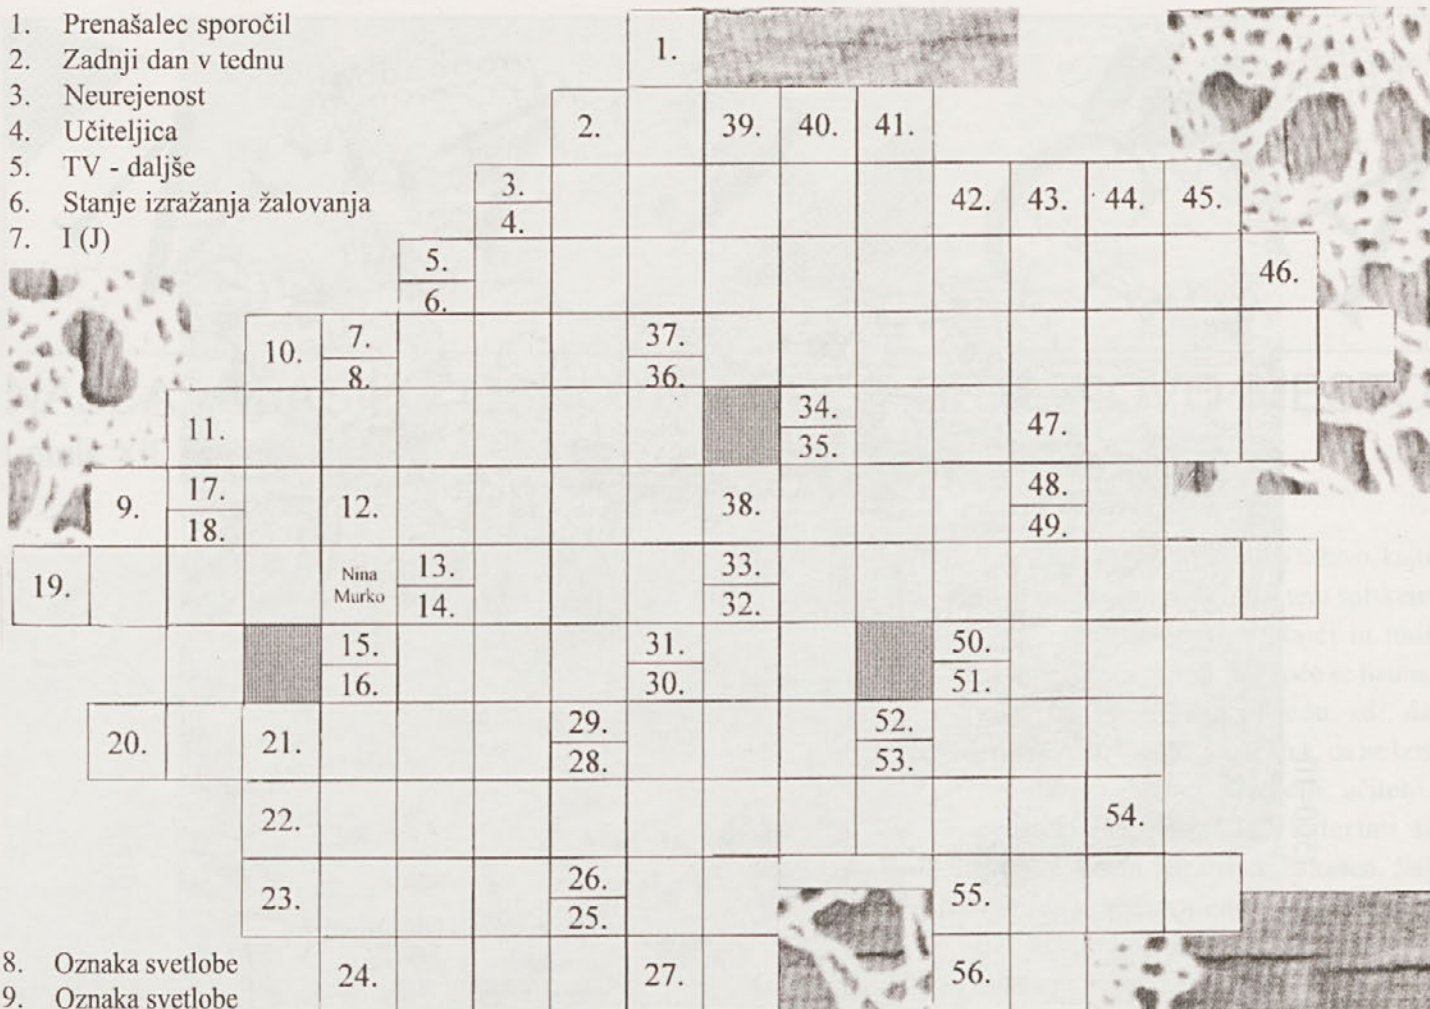 1. Prenašalec sporočil
2. Zadnji dan v tednu
3. Neurejenost
4. Učiteljica
5. TV - daljše
6. Stanje izražanja žalovanja
7. I (J)
1.
2. 39. 40. 41.
3. 42. 43. 44. 45.
4.
5. 46.
6.
10. 7. 37.
8. 36.
11. 34. 47.
35.
9. 17. 12. 38. 48.
18. 49.
19. Nina Murko 13. 33.
14. 32.
15. 31. 50.
16. 30. 51.
20. 21. 29. 52.
28. 53.
22. 54.
23. 26. 55.
25.
24. 27. 56.
8. Oznaka svetlobe
9. Oznaka svetlobe